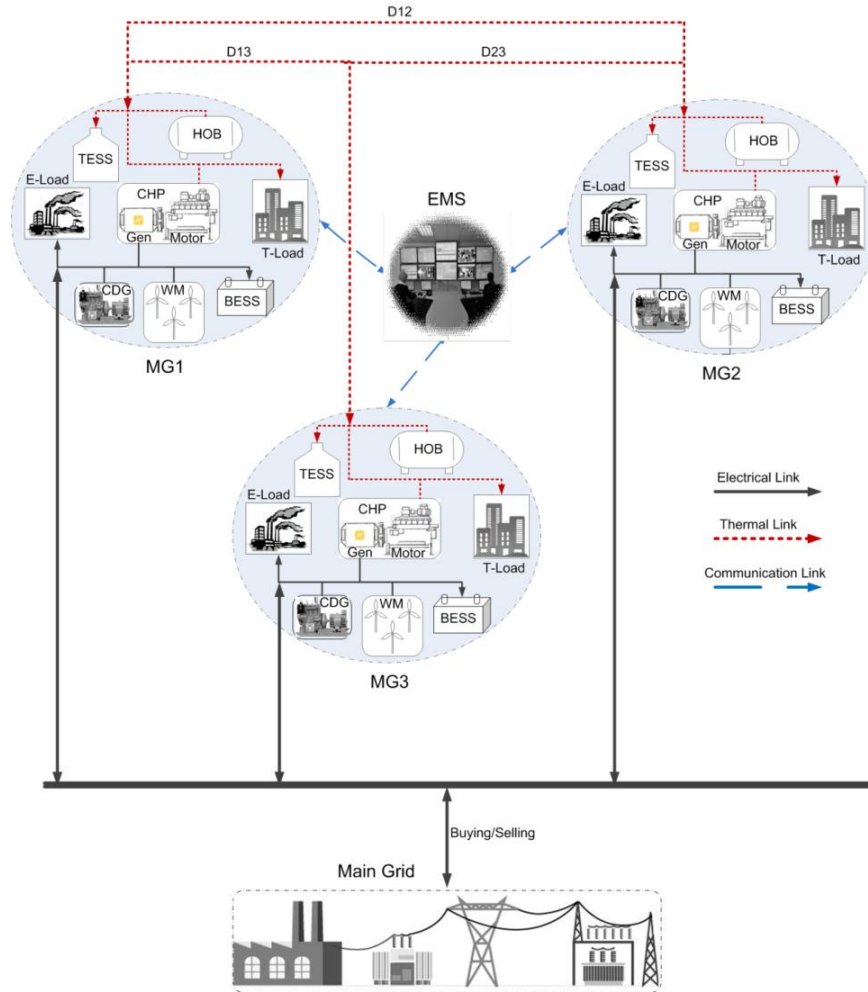 D12
D13
D23
HOB
TESS
E-Load
CHP
Gen
Motor
T-Load
CDG
WM
BESS
MG1
EMS
HOB
TESS
E-Load
CHP
Gen
Motor
T-Load
CDG
WM
BESS
MG2
HOB
TESS
E-Load
CHP
Gen
Motor
T-Load
CDG
WM
BESS
MG3
Electrical Link
Thermal Link
Communication Link
Buying/Selling
Main Grid